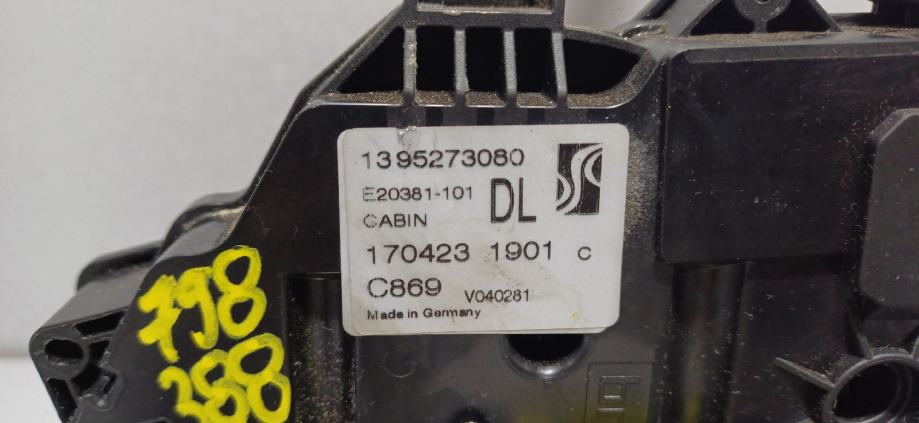 1395273080
E20381-101 DL
CABIN
170423 1901 C
C869 V040281
Made in Germany
798
388